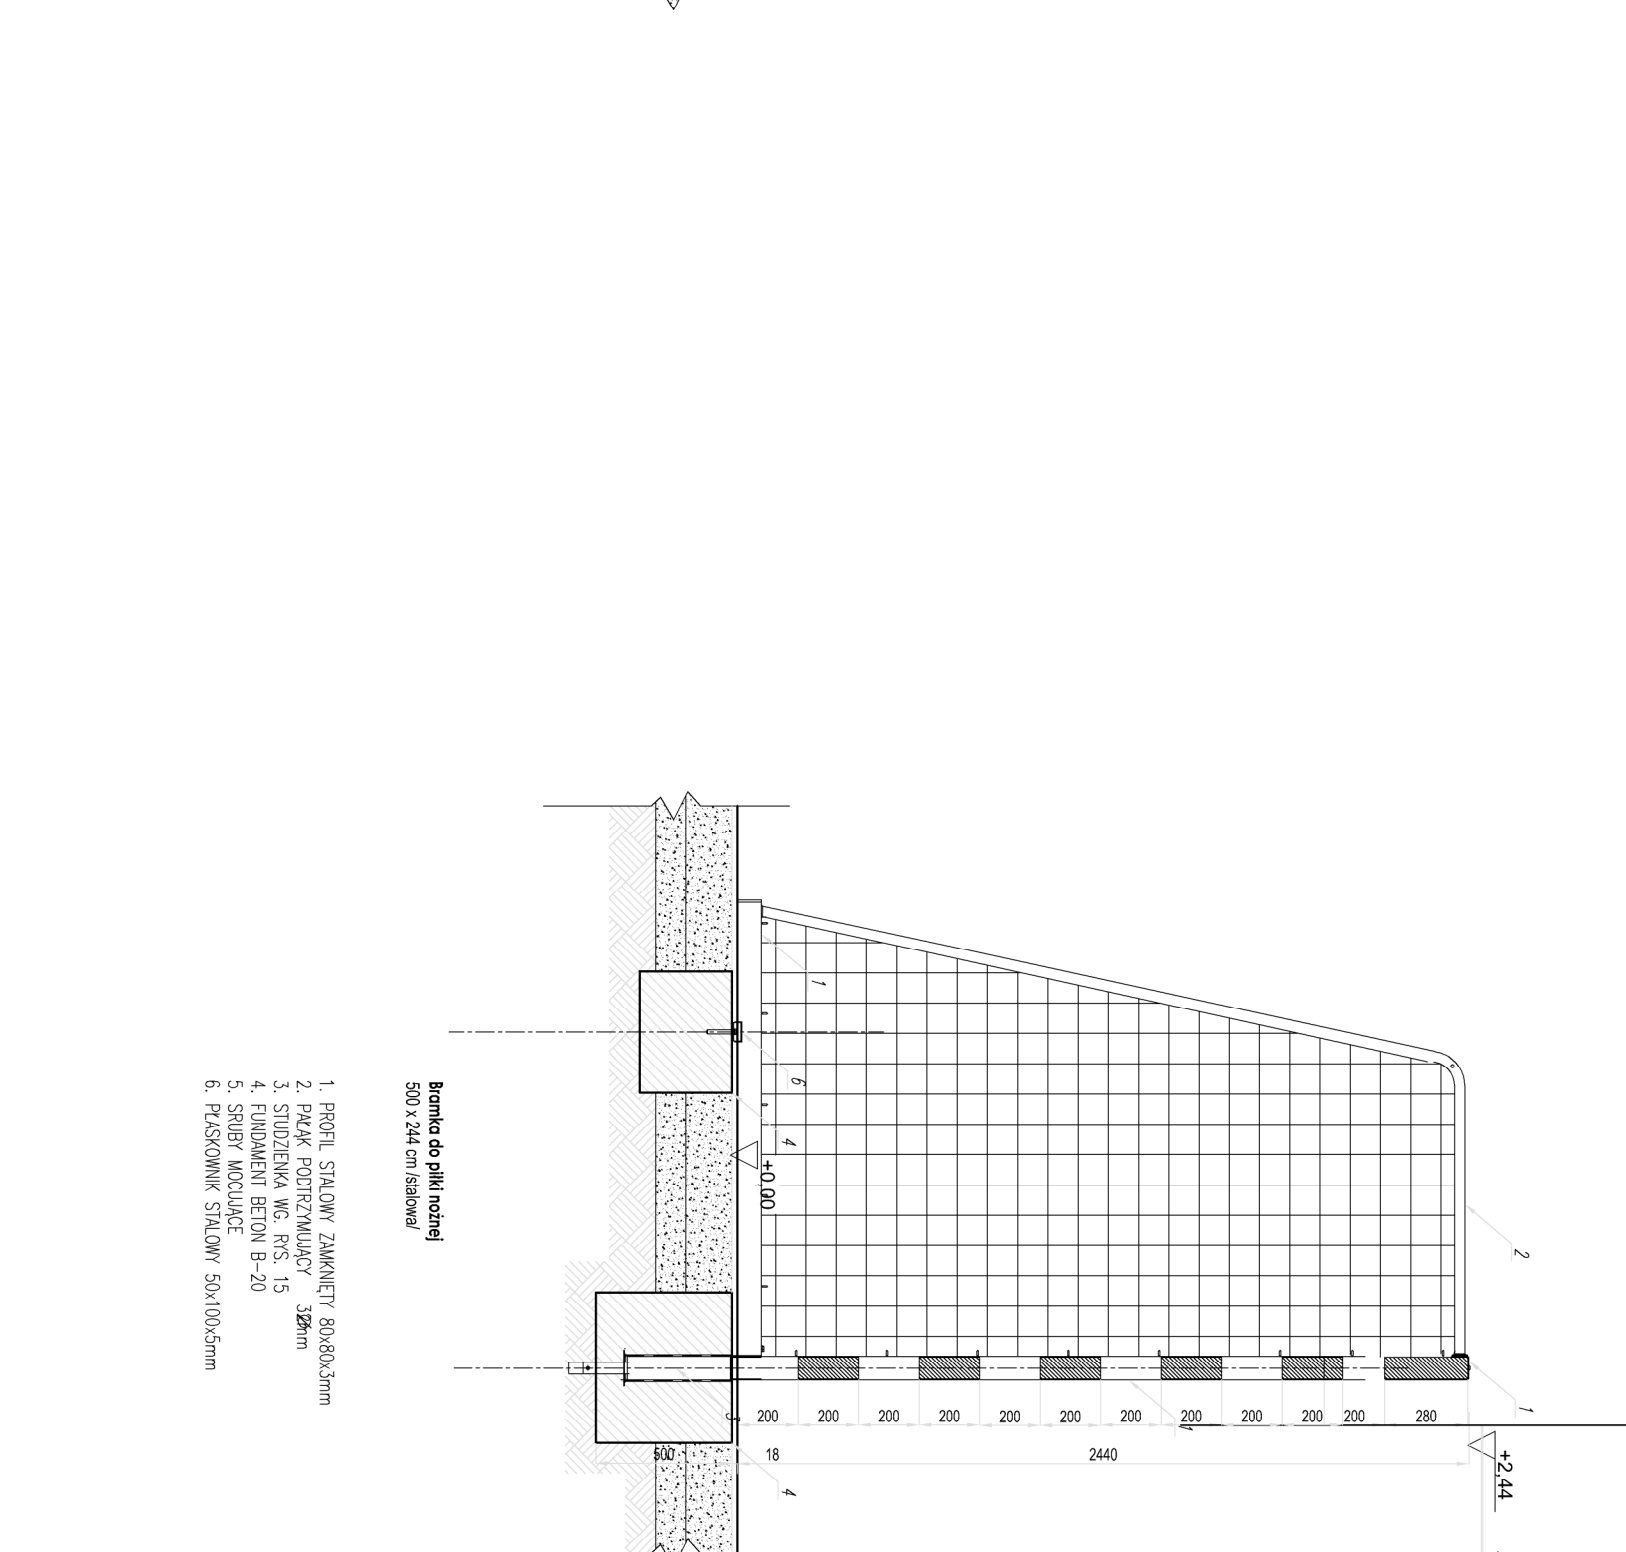 Bramka do piłki nożnej
500 x 244 cm /stalowa/
1. PROFIL STALOWY ZAMKNIĘTY 80x80x3mm
2. PAŁĄK PODTRZYMUJĄCY
3. STUDZIENKA WG. RYS. 15
4. FUNDAMENT BETON B-20
5. SRUBY MOCUJĄCE
6. PŁASKOWNIK STALOWY 50x100x5mm
1
6
4
+0,00
2
1
1
3
4
200 200 200 200 200 200 200 200 200 200 200 280
500 18 2440
+2,44